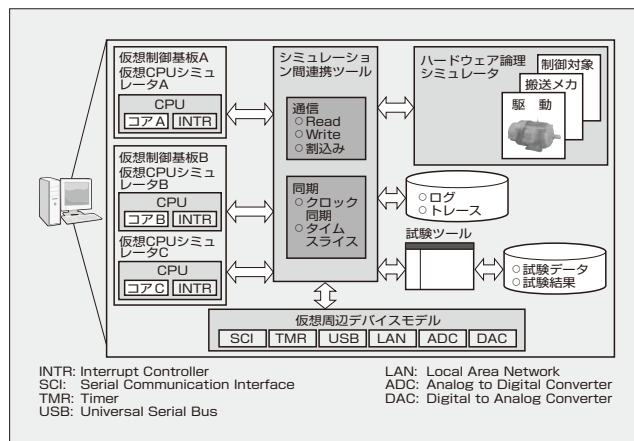 仮想制御基板A
仮想CPUシミュ
レータA
CPU
コアA
INTR
仮想制御基板B
仮想CPUシミュ
レータB
CPU
コアB
INTR
仮想CPUシミュ
レータC
CPU
コアC
INTR
シミュレーショ
ン間連携ツール
通信
○Read
○Write
○割込み
同期
○クロック
同期
○タイム
スライス
ハードウェア論理
シミュレータ
制御対象
搬送メカ
駆 動
○ログ
○トレース
試験ツール
○試験データ
○試験結果
仮想周辺デバイスモデル
SCI
TMR
USB
LAN
ADC
DAC
INTR: Interrupt Controller
SCI: Serial Communication Interface
TMR: Timer
USB: Universal Serial Bus
LAN: Local Area Network
ADC: Analog to Digital Converter
DAC: Digital to Analog Converter